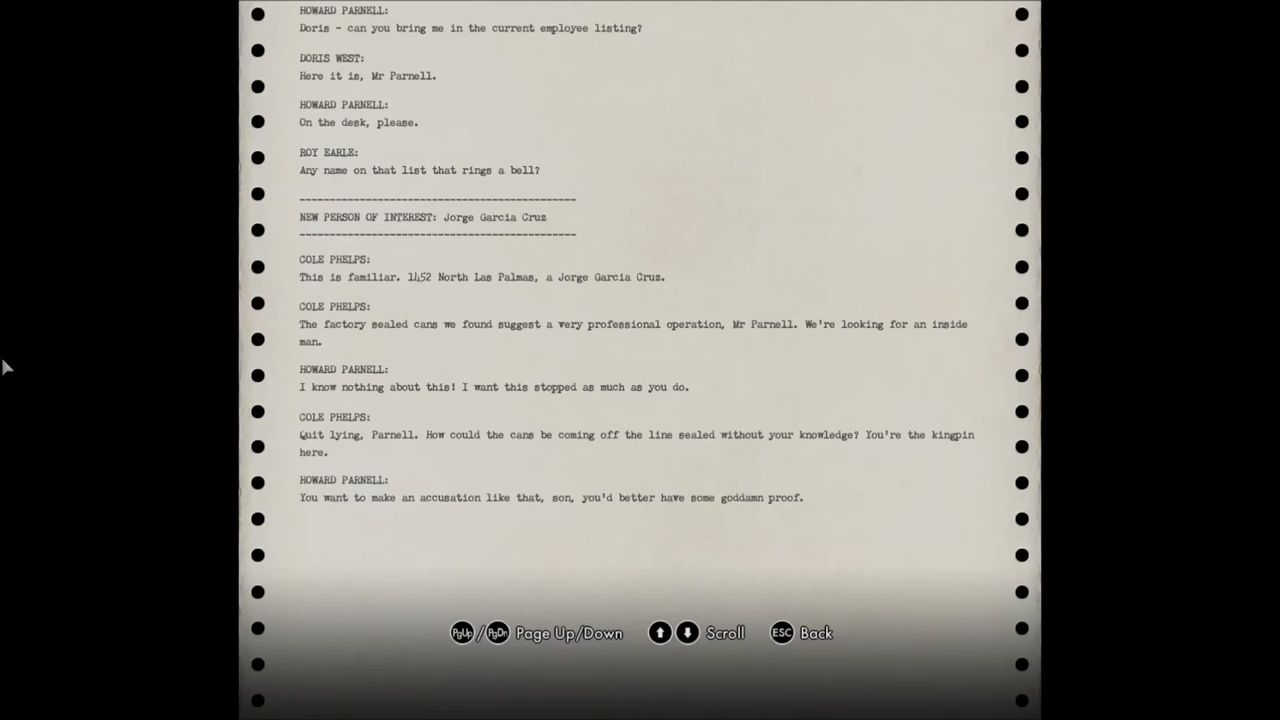 HOWARD PARNELL:
Doris - can you bring me in the current employee listing?
DORIS WEST:
Here it is, Mr Parnell.
HOWARD PARNELL:
On the desk, please.
ROY EARLE:
Any name on that list that rings a bell?
----------------------------------------------
NEW PERSON OF INTEREST: Jorge Garcia Cruz
----------------------------------------------
COLE PHELPS:
This is familiar. 1452 North Las Palmas, a Jorge Garcia Cruz.
COLE PHELPS:
The factory sealed cans we found suggest a very professional operation, Mr Parnell. We're looking for an inside
man.
HOWARD PARNELL:
I know nothing about this! I want this stopped as much as you do.
COLE PHELPS:
Quit lying, Parnell. How could the cans be coming off the line sealed without your knowledge? You're the kingpin
here.
HOWARD PARNELL:
You want to make an accusation like that, son, you'd better have some goddamn proof.
PgUp/PgDn Page Up/Down Scroll ESC Back